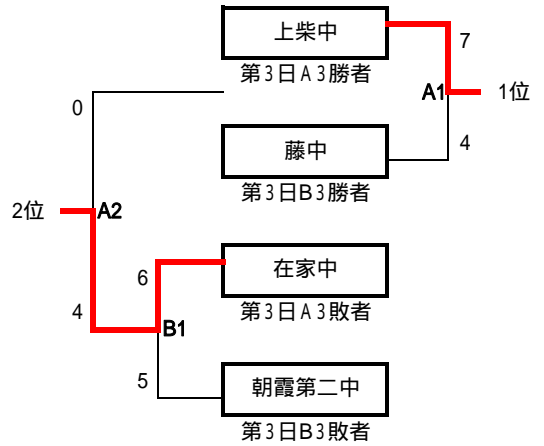 上柴中
7
第3日A3勝者
A1
1位
0
4
藤中
第3日B3勝者
2位
A2
在家中
6
第3日A3敗者
4
B1
5
朝霞第二中
第3日B3敗者